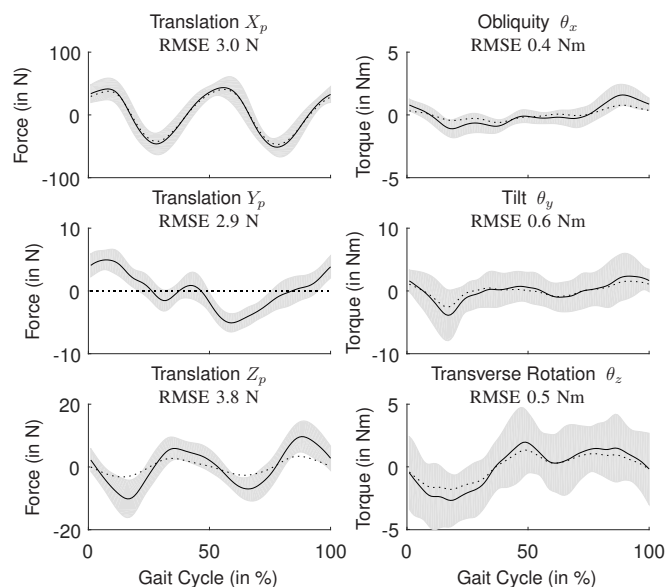 Translation Xp
RMSE 3.0 N
Force (in N)
100
0
-100
Obliquity θx
RMSE 0.4 Nm
Torque (in Nm)
5
0
-5
Translation Yp
RMSE 2.9 N
Force (in N)
10
0
-10
Tilt θy
RMSE 0.6 Nm
Torque (in Nm)
10
0
-10
Translation Zp
RMSE 3.8 N
Force (in N)
20
0
-20
0 50 100
Gait Cycle (in %)
Transverse Rotation θz
RMSE 0.5 Nm
Torque (in Nm)
5
0
-5
0 50 100
Gait Cycle (in %)